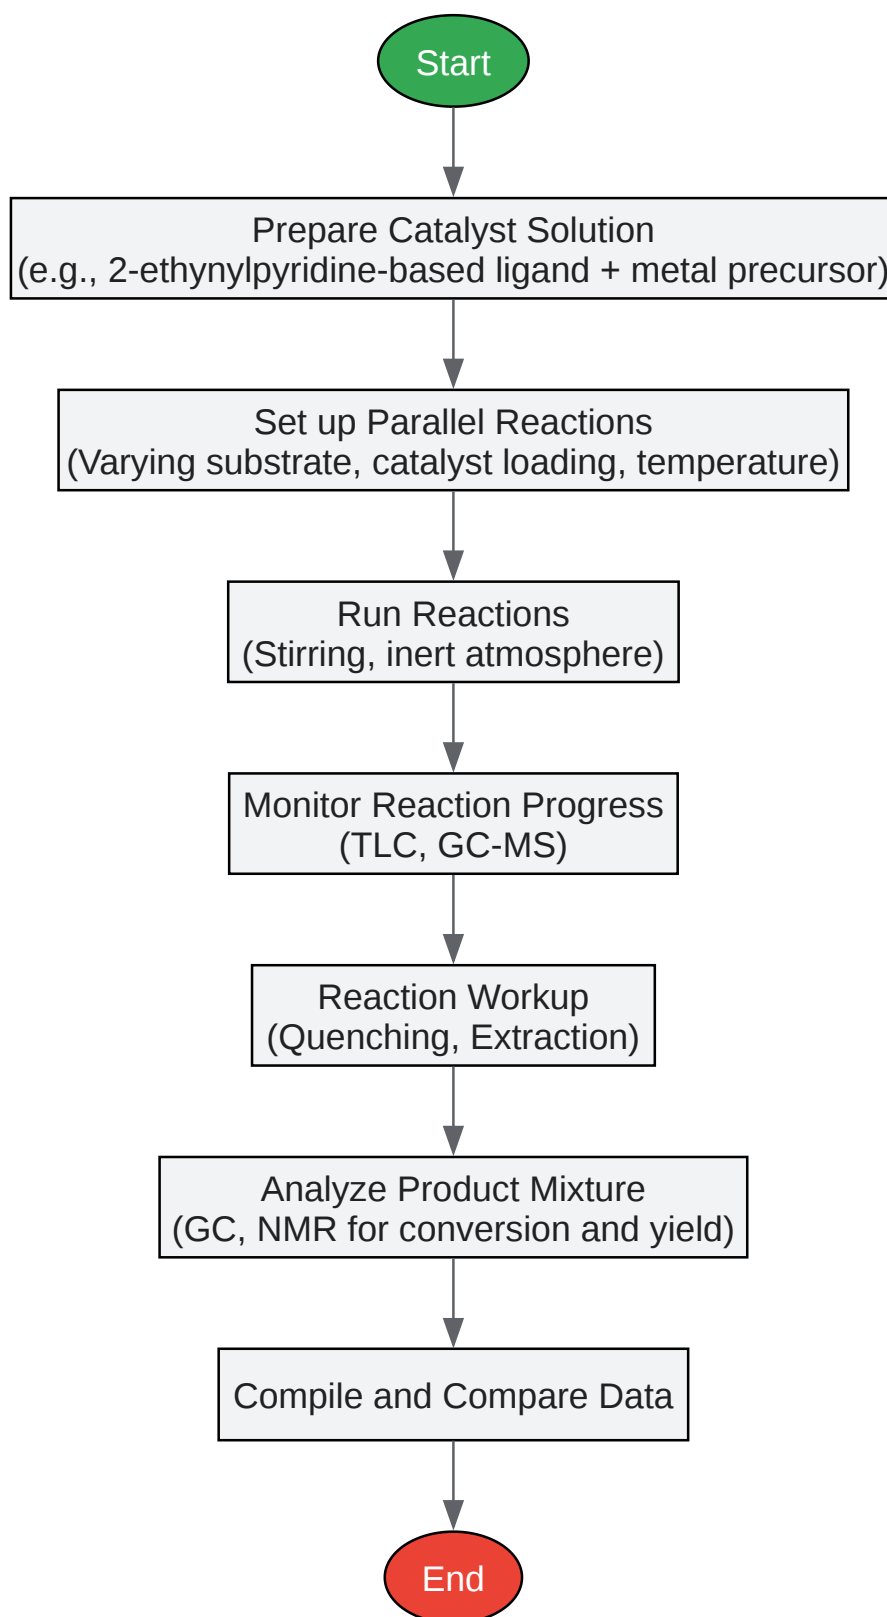 Start
Prepare Catalyst Solution
(e.g., 2-ethynylpyridine-based ligand + metal precursor)
Set up Parallel Reactions
(Varying substrate, catalyst loading, temperature)
Run Reactions
(Stirring, inert atmosphere)
Monitor Reaction Progress
(TLC, GC-MS)
Reaction Workup
(Quenching, Extraction)
Analyze Product Mixture
(GC, NMR for conversion and yield)
Compile and Compare Data
End